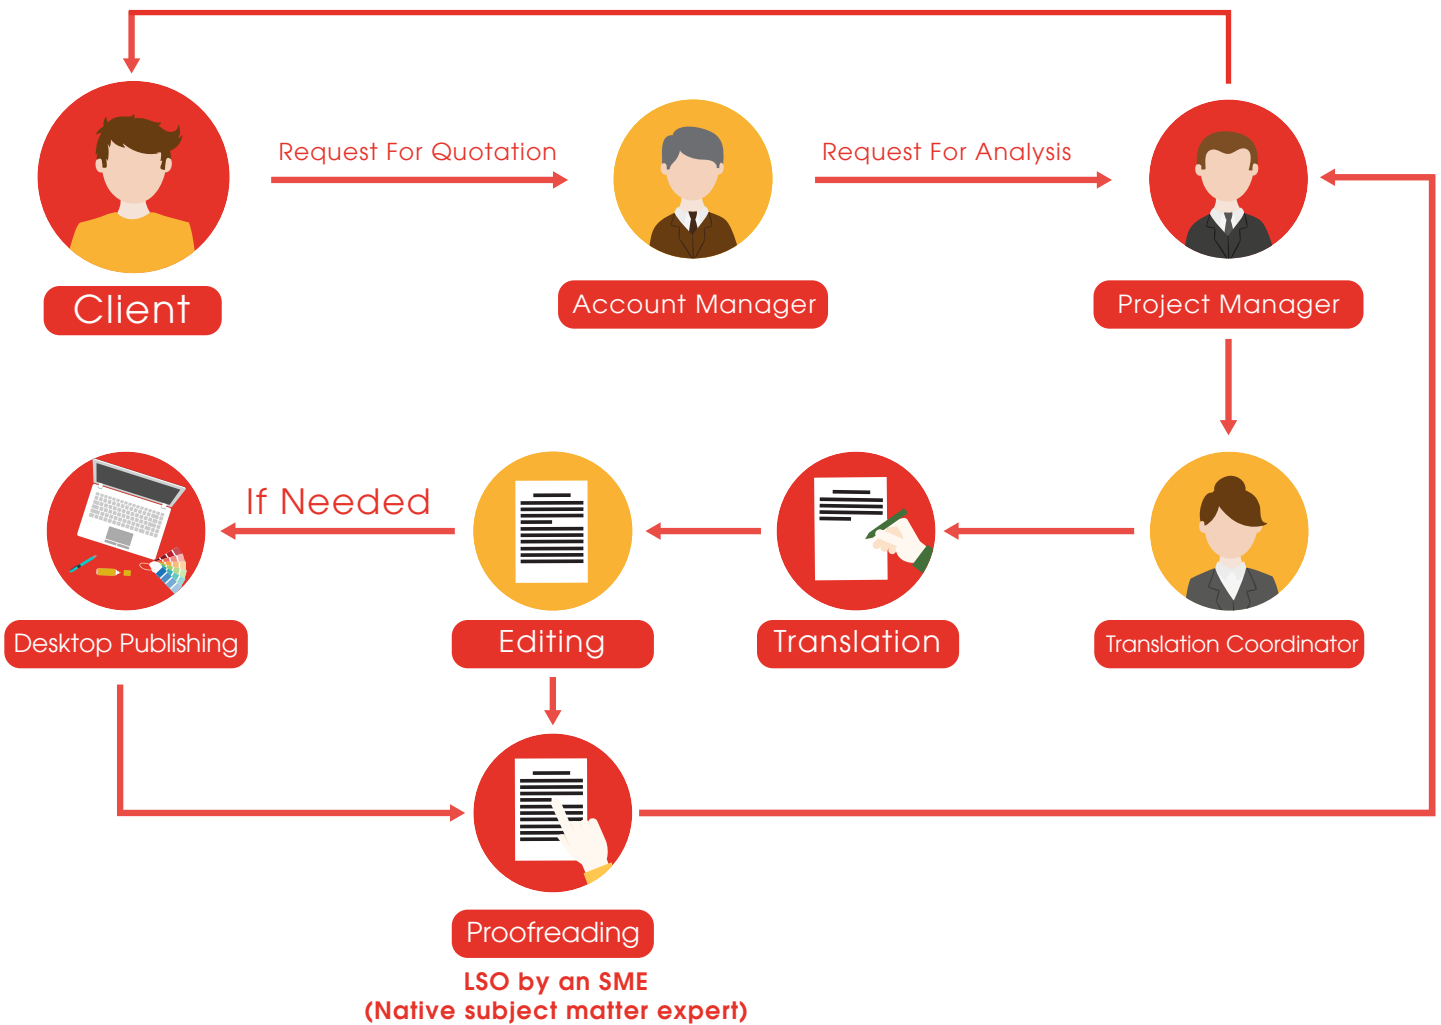 Request For Quotation
Request For Analysis
Client
Account Manager
Project Manager
If Needed
Desktop Publishing
Editing
Translation
Translation Coordinator
Proofreading
LSO by an SME
(Native subject matter expert)